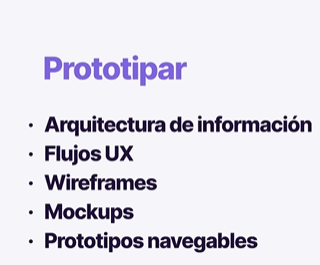 Prototipar
· Arquitectura de información
· Flujos UX
· Wireframes
· Mockups
· Prototipos navegables